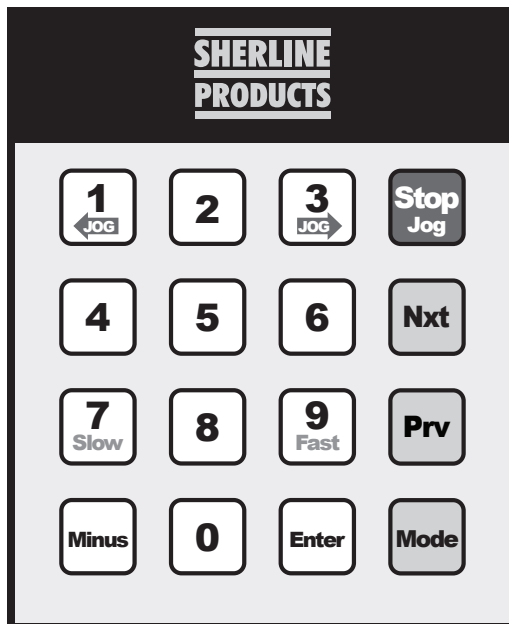 SHERLINE
PRODUCTS
1 2 3 Stop
JOG JOG Jog
4 5 6 Nxt
7 8 9 Prv
Slow Fast
Minus 0 Enter Mode